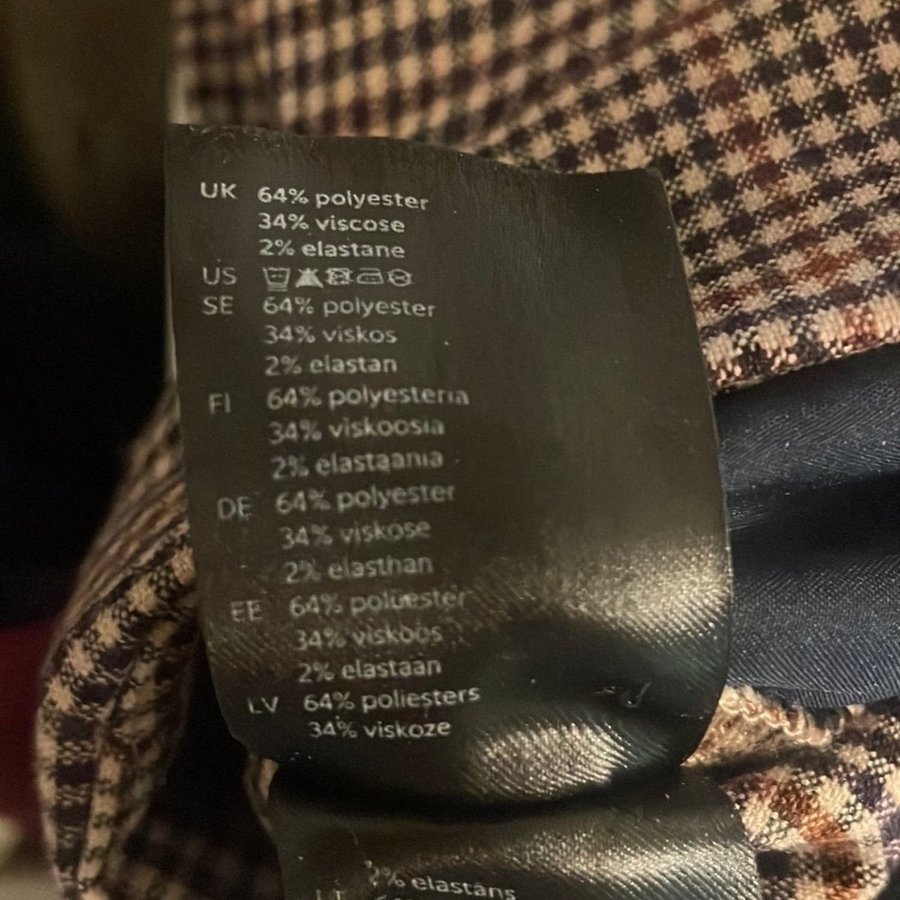 UK 64% polyester
34% viscose
2% elastane
US
SE 64% polyester
34% viskos
2% elastan
FI 64% polyesteria
34% viskoosia
2% elastaania
DE 64% polyester
34% viskose
2% elasthan
EE 64% polüester
34% viskoos
2% elastaan
LV 64% poliesters
34% viskoze
2% elastāns